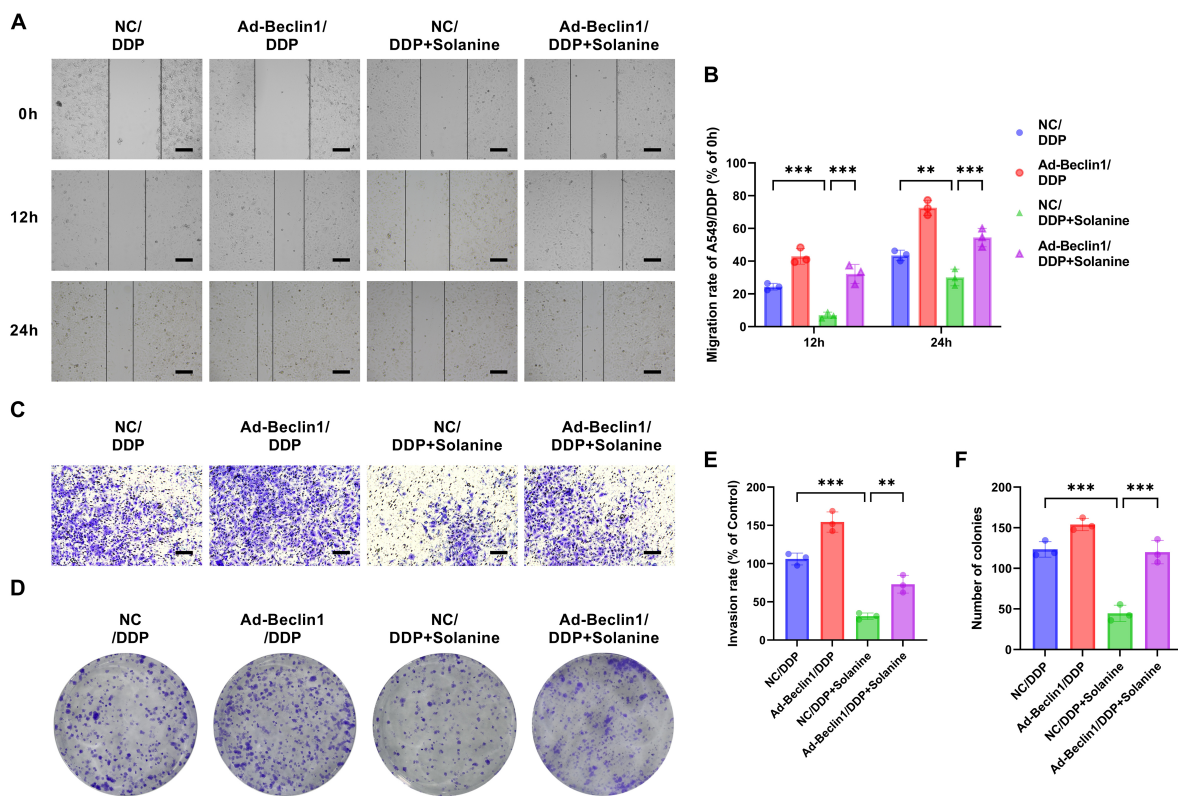 A
NC/
DDP
Ad-Beclin1/
DDP
NC/
DDP+Solanine
Ad-Beclin1/
DDP+Solanine
0h
12h
24h
B
Migration rate of A549/DDP (% of 0h)
100
80
60
40
20
0
***
***
**
***
12h
24h
NC/
DDP
Ad-Beclin1/
DDP
NC/
DDP+Solanine
Ad-Beclin1/
DDP+Solanine
C
NC/
DDP
Ad-Beclin1/
DDP
NC/
DDP+Solanine
Ad-Beclin1/
DDP+Solanine
D
NC
/DDP
Ad-Beclin1
/DDP
NC/
DDP+Solanine
Ad-Beclin1/
DDP+Solanine
E
Invasion rate (% of Control)
200
150
100
50
0
***
**
NC/DDP
Ad-Beclin1/DDP
NC/DDP+Solanine
Ad-Beclin1/DDP+Solanine
F
Number of colonies
200
150
100
50
0
***
***
NC/DDP
Ad-Beclin1/DDP
NC/DDP+Solanine
Ad-Beclin1/DDP+Solanine